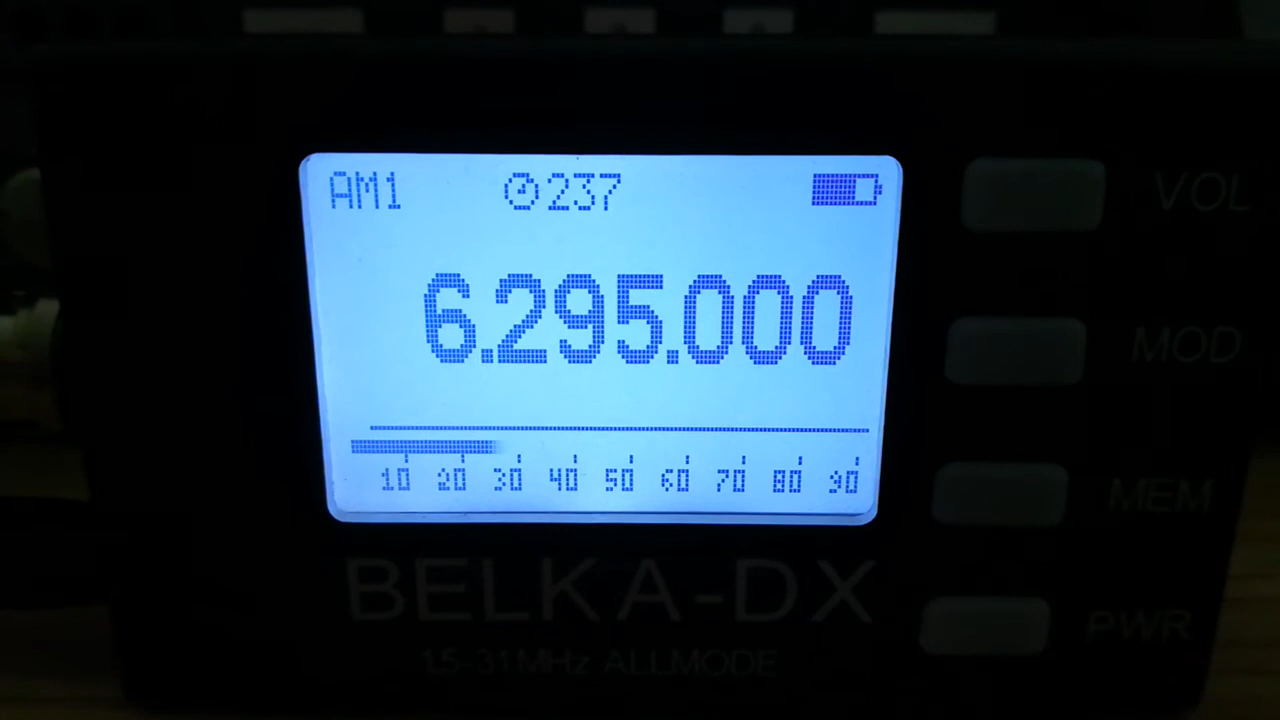 AM1 237
6.295.000
10 20 30 40 50 60 70 80 90
VOL
MOD
MEM
PWR
BELKA-DX
1.5-31MHz ALLMODE